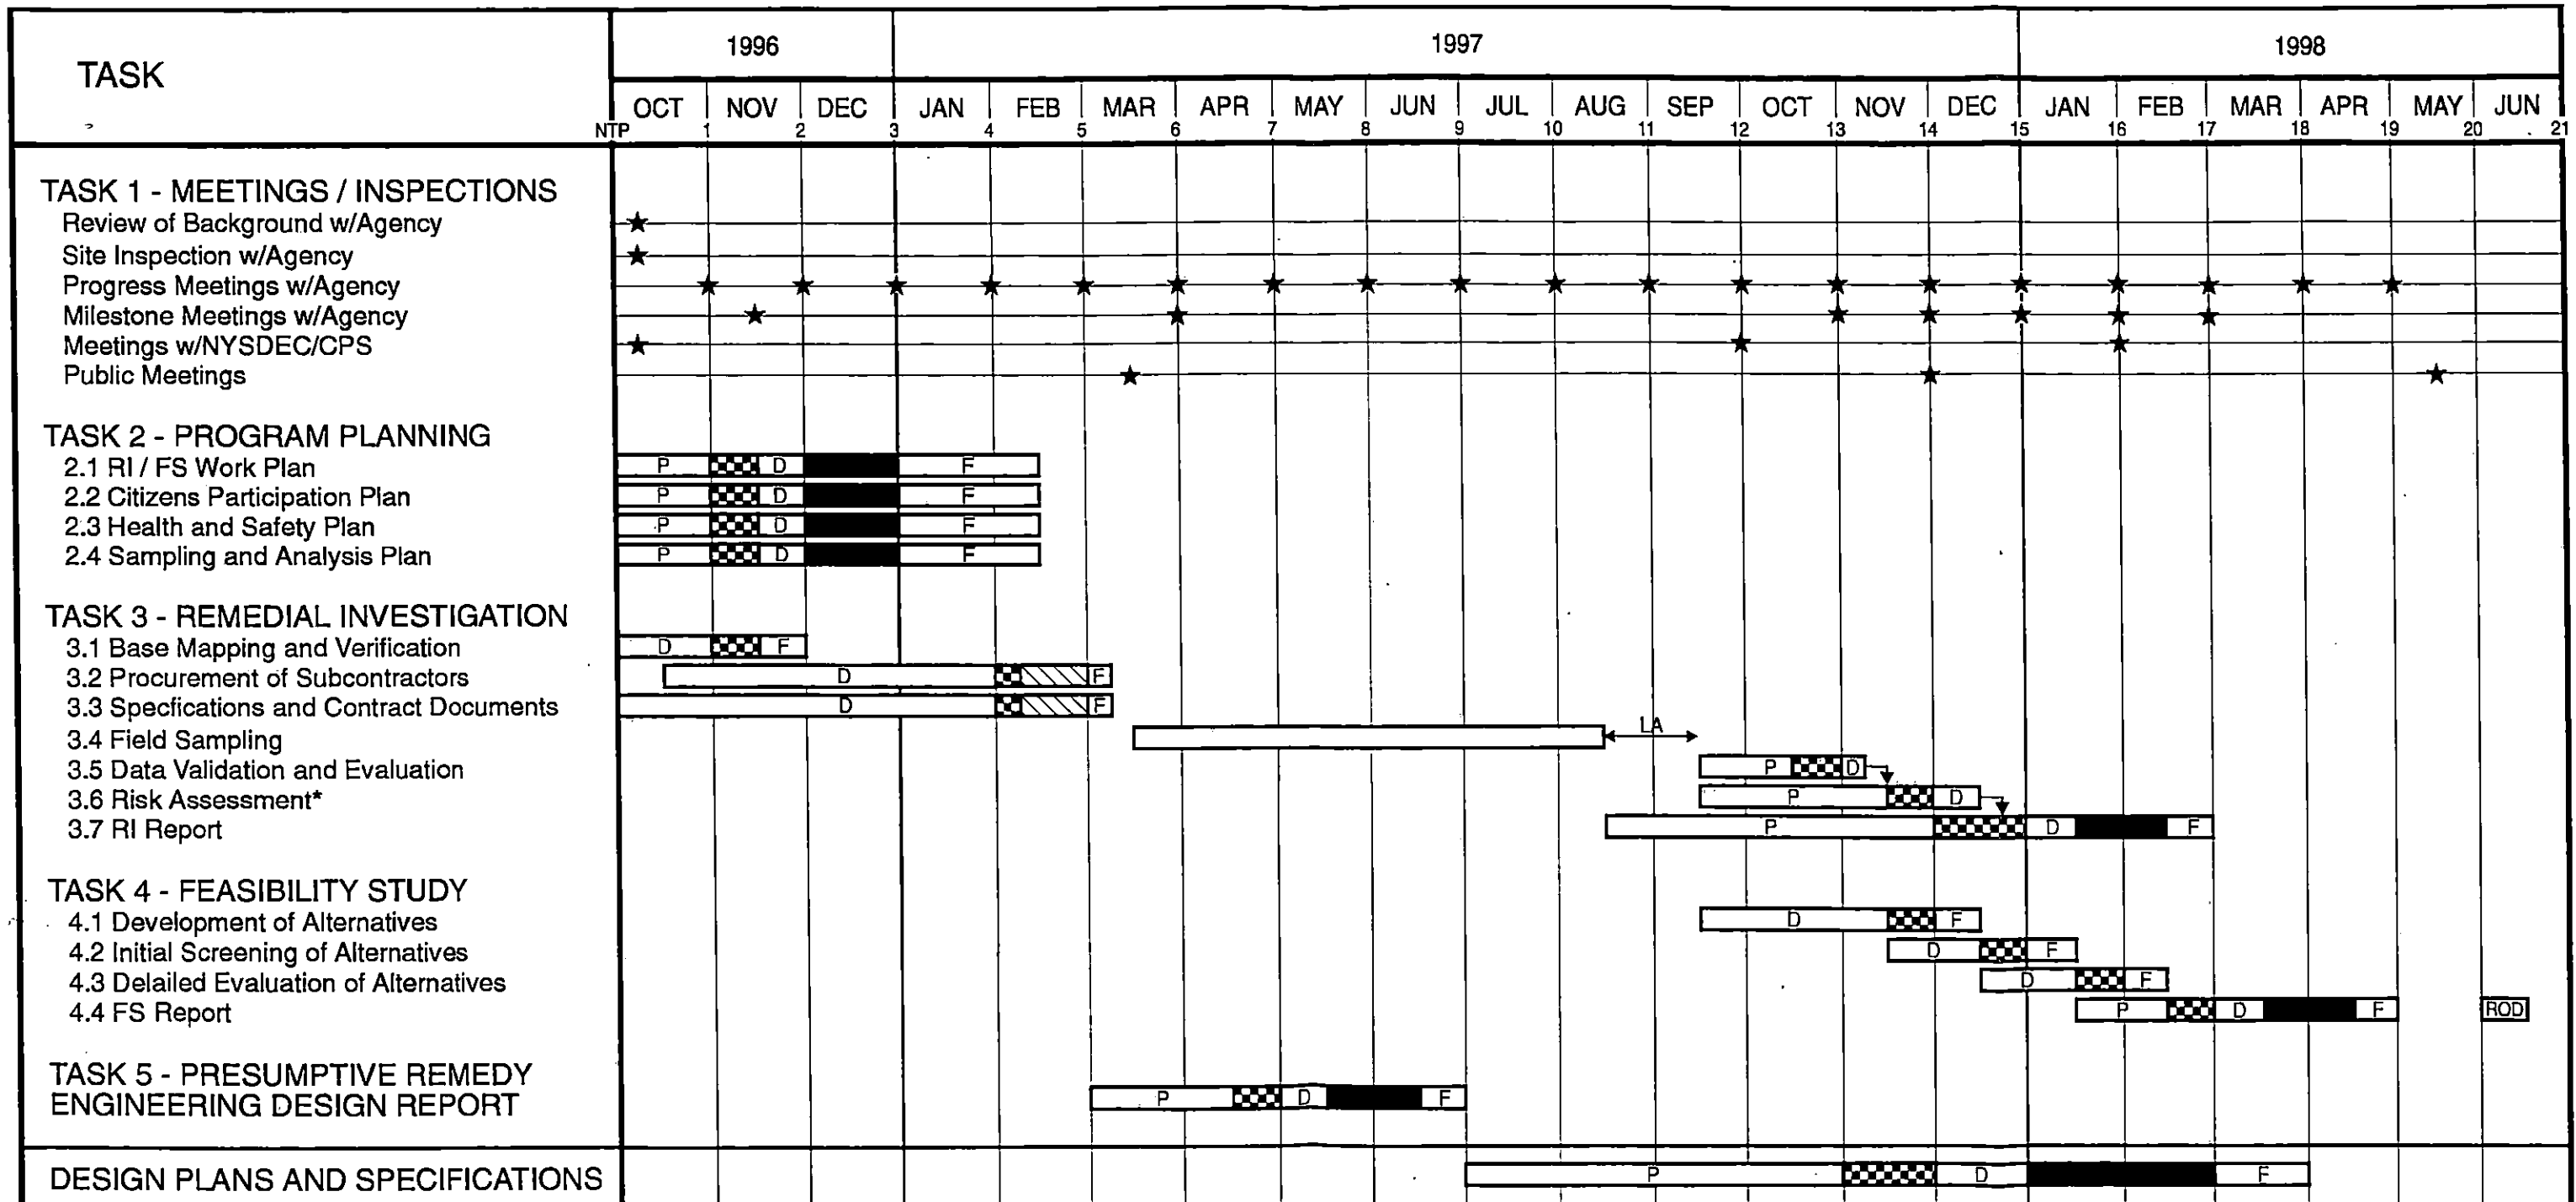 1996 1997 1998
TASK
OCT NOV DEC JAN FEB MAR APR MAY JUN JUL AUG SEP OCT NOV DEC JAN FEB MAR APR MAY JUN
NTP 1 2 3 4 5 6 7 8 9 10 11 12 13 14 15 16 17 18 19 20 21
TASK 1 - MEETINGS / INSPECTIONS
Review of Background w/Agency
Site Inspection w/Agency
Progress Meetings w/Agency
Milestone Meetings w/Agency
Meetings w/NYSDEC/CPS
Public Meetings
TASK 2 - PROGRAM PLANNING
2.1 RI / FS Work Plan P D F
2.2 Citizens Participation Plan P D F
2.3 Health and Safety Plan P D F
2.4 Sampling and Analysis Plan P D F
TASK 3 - REMEDIAL INVESTIGATION
3.1 Base Mapping and Verification D F
3.2 Procurement of Subcontractors D F
3.3 Specfications and Contract Documents D F
3.4 Field Sampling LA
3.5 Data Validation and Evaluation P D
3.6 Risk Assessment* P D
3.7 RI Report P D F
TASK 4 - FEASIBILITY STUDY
4.1 Development of Alternatives D F
4.2 Initial Screening of Alternatives D F
4.3 Delailed Evaluation of Alternatives D F
4.4 FS Report P D F ROD
TASK 5 - PRESUMPTIVE REMEDY
ENGINEERING DESIGN REPORT P D F
DESIGN PLANS AND SPECIFICATIONS P D F